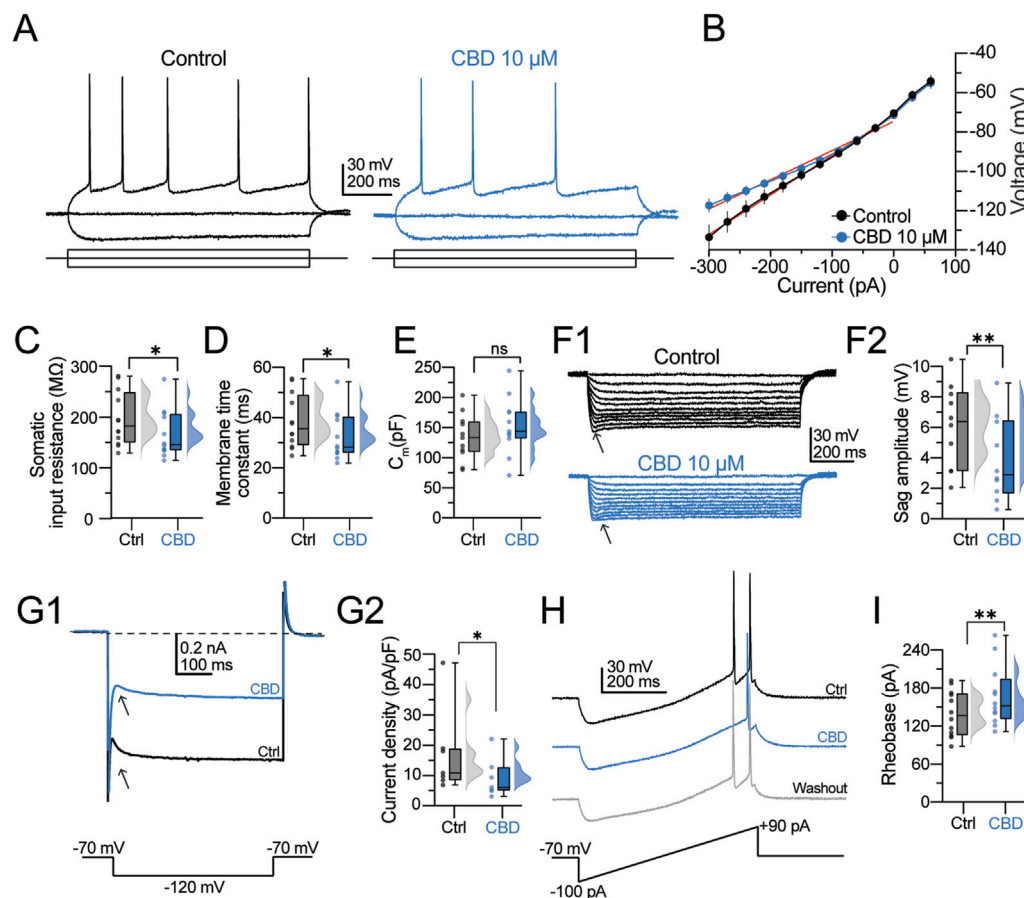 A
Control
CBD 10 µM
30 mV
200 ms
B
-40
-60
-80
-100
-120
-140
Voltage (mV)
Control
CBD 10 µM
-300
-200
-100
0
100
Current (pA)
C
Somatic
input resistance (MΩ)
300
200
100
0
*
Ctrl
CBD
D
Membrane time
constant (ms)
60
40
20
0
*
Ctrl
CBD
E
Cm(pF)
250
200
150
100
50
0
ns
Ctrl
CBD
F1
Control
30 mV
200 ms
CBD 10 µM
F2
Sag amplitude (mV)
10
8
6
4
2
0
**
Ctrl
CBD
G1
0.2 nA
100 ms
CBD
Ctrl
-70 mV
-70 mV
-120 mV
G2
Current density (pA/pF)
50
40
30
20
10
0
*
Ctrl
CBD
H
30 mV
200 ms
Ctrl
CBD
Washout
+90 pA
-70 mV
-100 pA
I
Rheobase (pA)
240
180
120
60
0
**
Ctrl
CBD